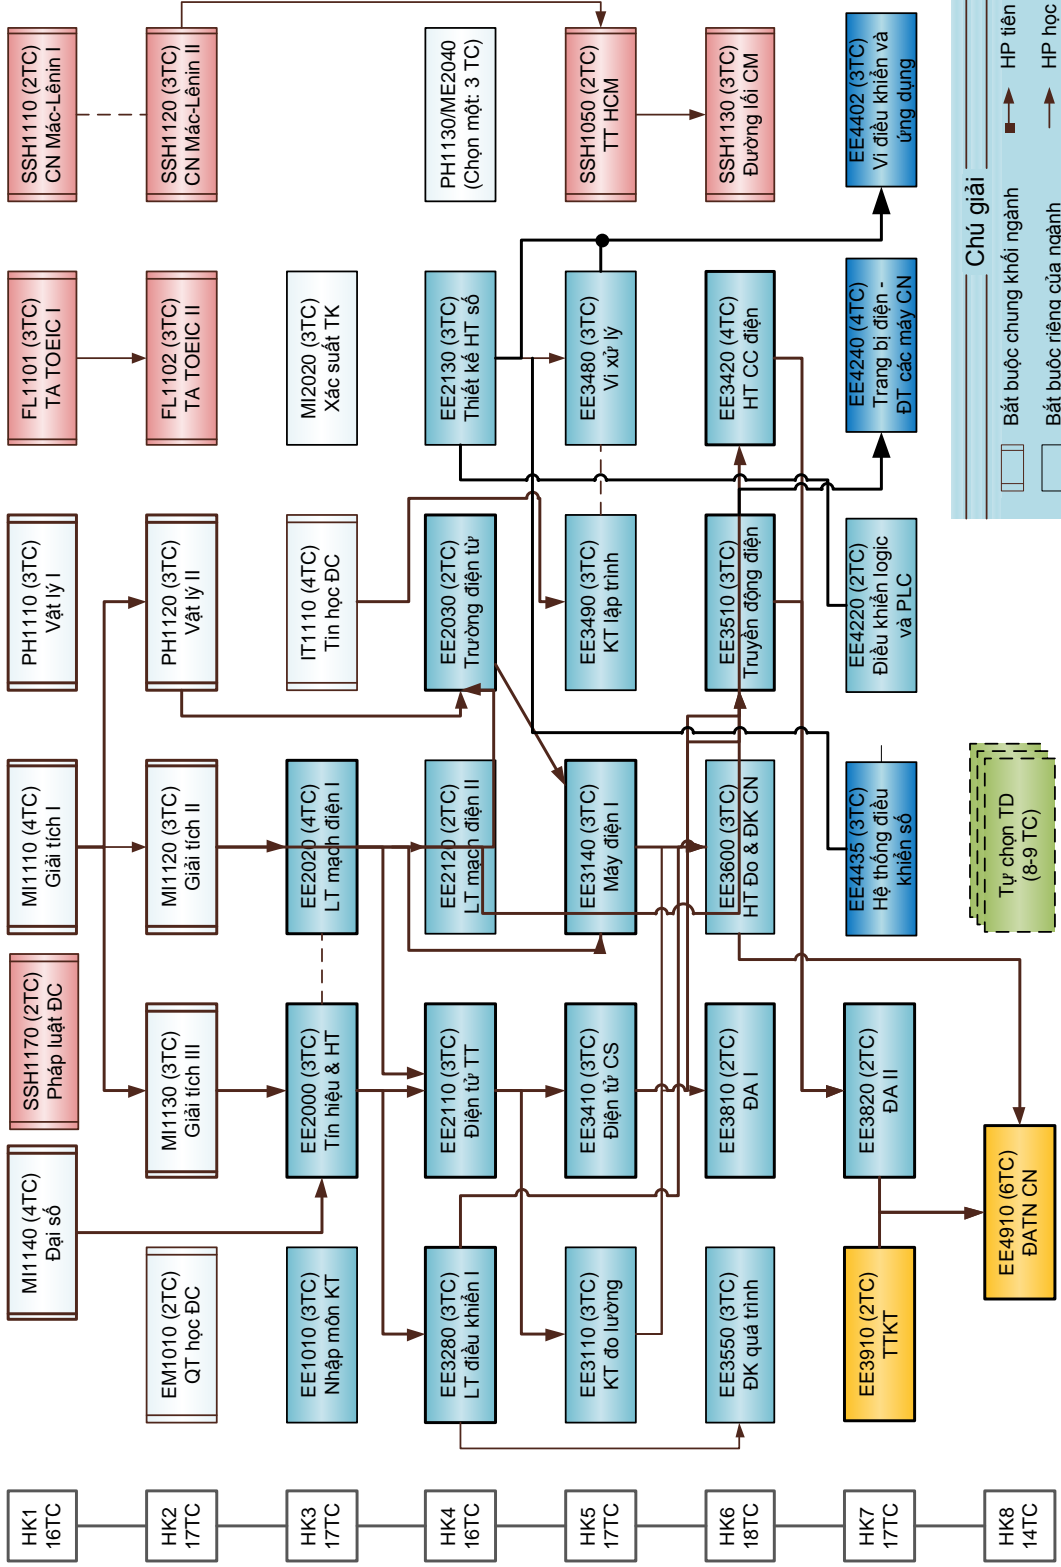 HK1
16TC
MI1140 (4TC)
Đại số
SSH1170 (2TC)
Pháp luật ĐC
MI1110 (4TC)
Giải tích I
PH1110 (3TC)
Vật lý I
FL1101 (3TC)
TA TOEIC I
SSH1110 (2TC)
CN Mác-Lênin I
HK2
17TC
EM1010 (2TC)
QT học ĐC
MI1130 (3TC)
Giải tích III
MI1120 (3TC)
Giải tích II
PH1120 (3TC)
Vật lý II
FL1102 (3TC)
TA TOEIC II
SSH1120 (3TC)
CN Mác-Lênin II
HK3
17TC
EE1010 (3TC)
Nhập môn KT
EE2000 (3TC)
Tín hiệu & HT
EE2020 (4TC)
LT mạch điện I
IT1110 (4TC)
Tin học ĐC
MI2020 (3TC)
Xác suất TK
HK4
16TC
EE3280 (3TC)
LT điều khiển I
EE2110 (3TC)
Điện tử TT
EE2120 (2TC)
LT mạch điện II
EE2030 (2TC)
Trường điện từ
EE2130 (3TC)
Thiết kế HT số
PH1130/ME2040
(Chọn một: 3 TC)
HK5
17TC
EE3110 (3TC)
KT đo lường
EE3410 (3TC)
Điện tử CS
EE3140 (3TC)
Máy điện I
EE3490 (3TC)
KT lập trình
EE3480 (3TC)
Vi xử lý
SSH1050 (2TC)
TT HCM
HK6
18TC
EE3550 (3TC)
ĐK quá trình
EE3810 (2TC)
ĐA I
EE3600 (3TC)
HT Đo & ĐK CN
EE3510 (3TC)
Truyền động điện
EE3420 (4TC)
HT CC điện
SSH1130 (3TC)
Đường lối CM
HK7
17TC
EE3910 (2TC)
TTKT
EE3820 (2TC)
ĐA II
EE4435 (3TC)
Hệ thống điều
khiển số
EE4220 (2TC)
Điều khiển logic
và PLC
EE4240 (4TC)
Trang bị điện -
ĐT các máy CN
EE4402 (3TC)
Vi điều khiển và
ứng dụng
HK8
14TC
EE4910 (6TC)
ĐATN CN
Tự chọn TD
(8-9 TC)
Chú giải
Bắt buộc chung khối ngành
HP tiên
Bắt buộc riêng của ngành
HP học